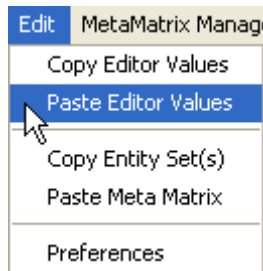 Edit MetaMatrix Manag
Copy Editor Values
Paste Editor Values
Copy Entity Set(s)
Paste Meta Matrix
Preferences